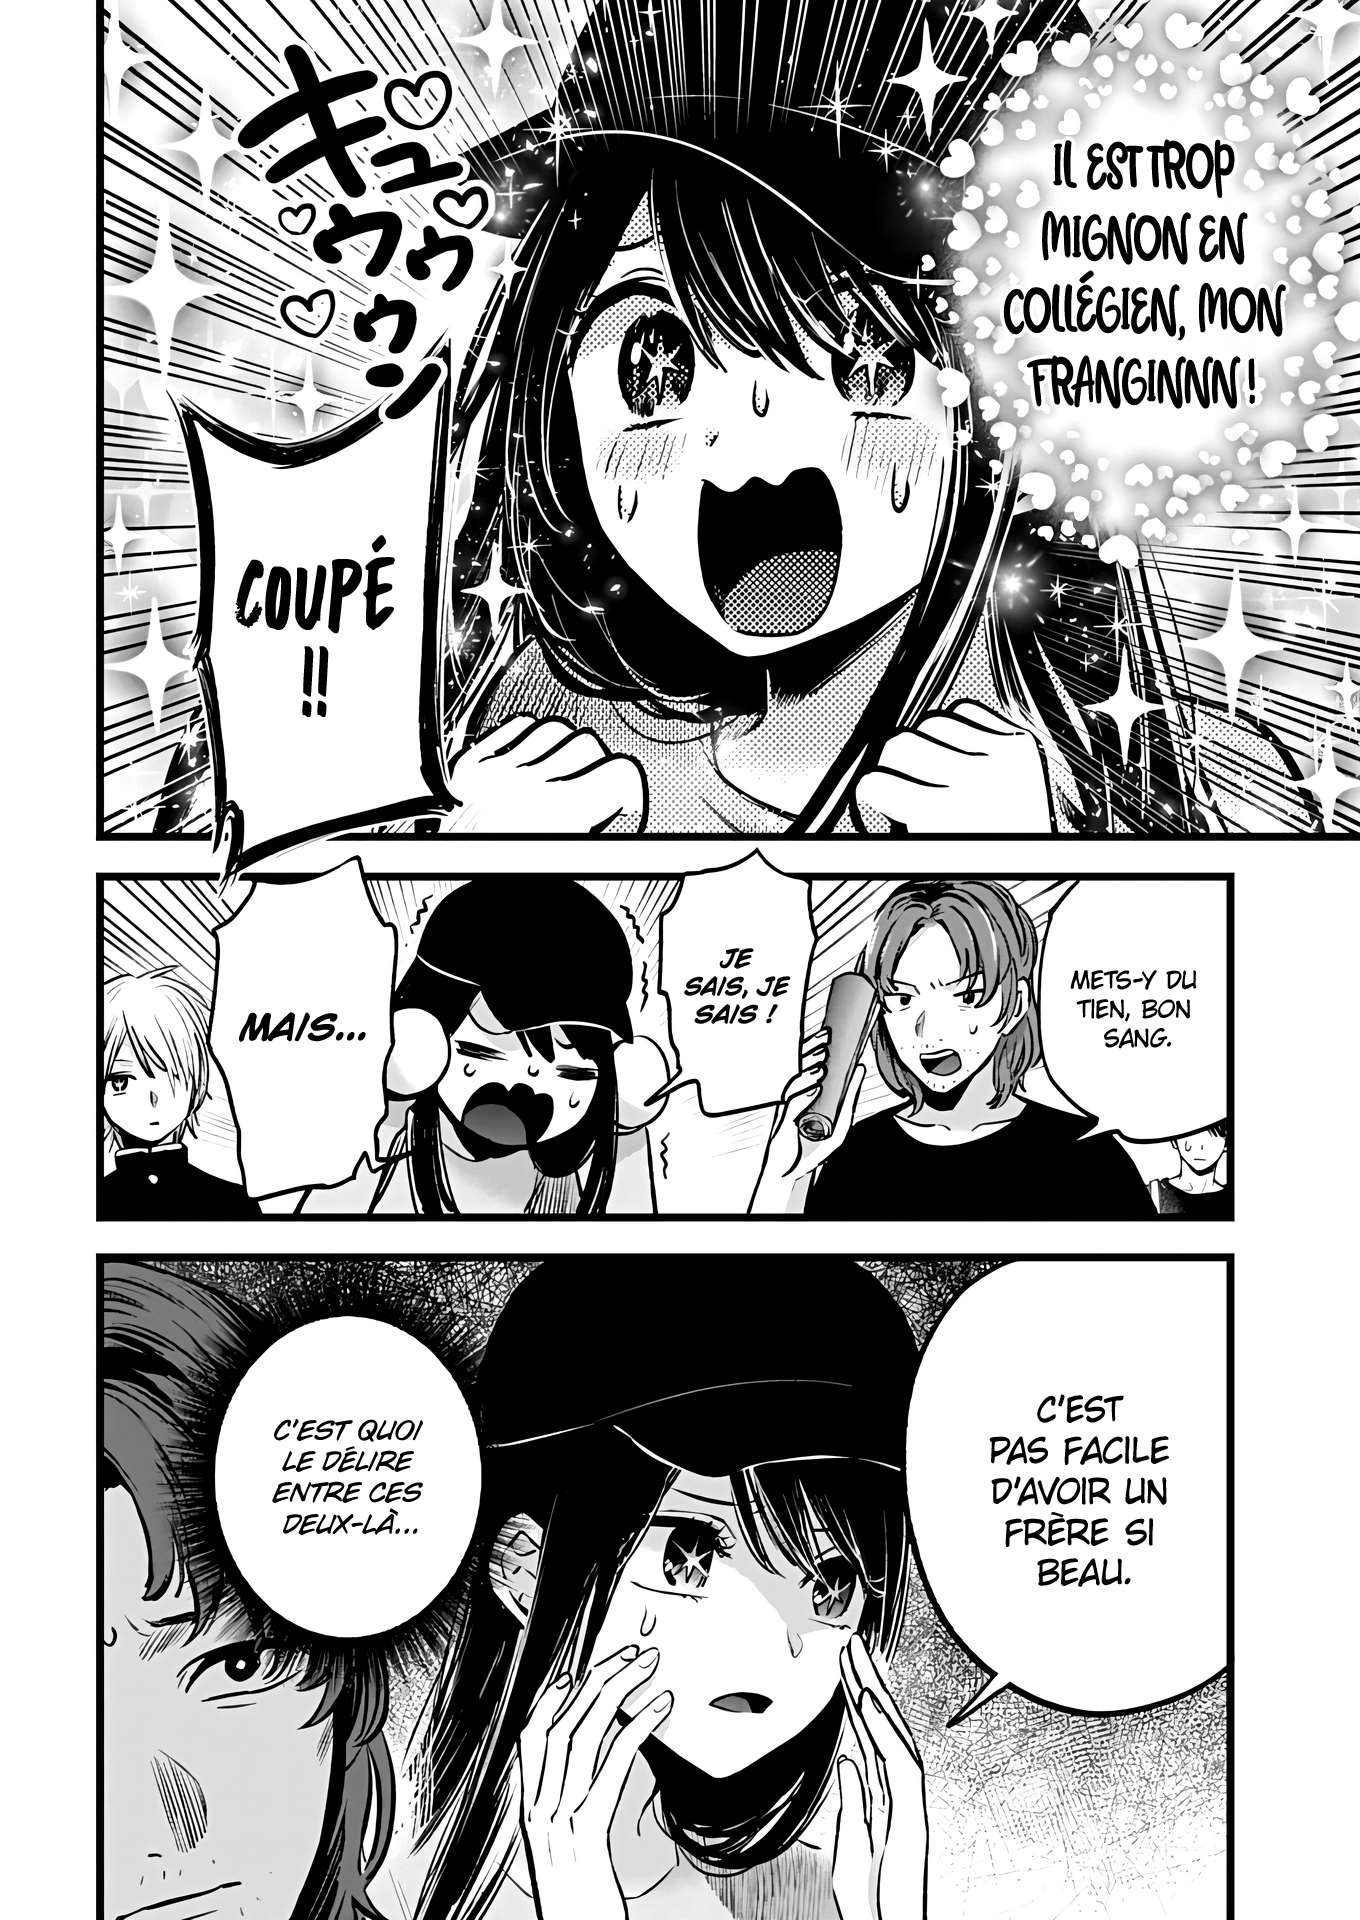 IL EST TROP
MIGNON EN
COLLÉGIEN, MON
FRANGINNN !
キュウゥゥン
COUPÉ
!!
METS-Y DU
TIEN, BON
SANG.
JE
SAIS, JE
SAIS !
MAIS...
C'EST
PAS FACILE
D'AVOIR UN
FRÈRE SI
BEAU.
C'EST QUOI
LE DÉLIRE
ENTRE CES
DEUX-LÀ...